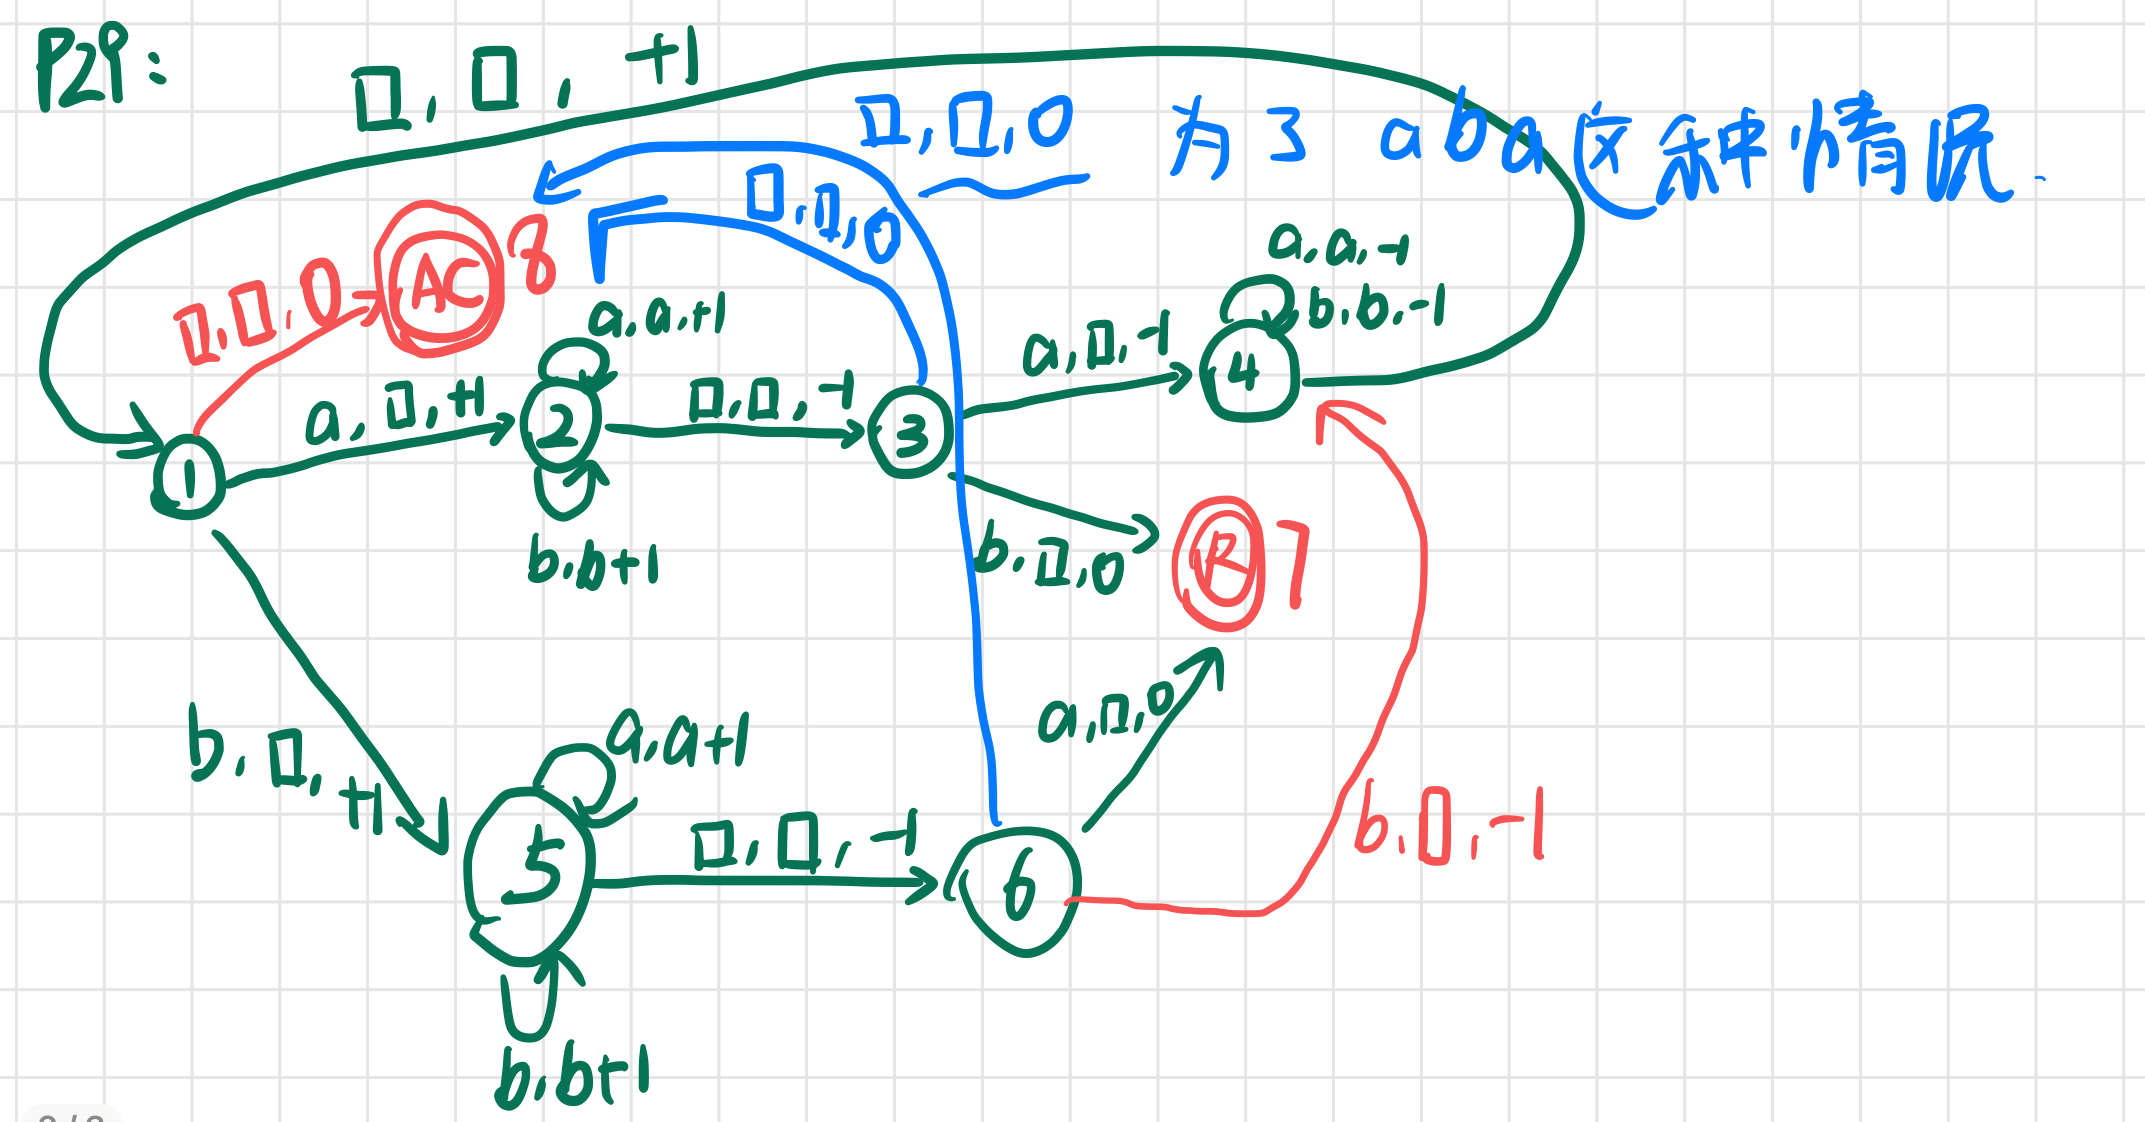 P29:
□, □, +1
□,□,0 为了 aba这种情况.
□,□,0
□,□,0
AC
8
a,a,+1
a,a,-1
b,b,-1
a,□,+1
□,□,-1
a,□,-1
1
2
3
4
b,b+1
b,□,0
R
7
b,□,+1
a,a+1
a,□,0
5
□,□,-1
6
b,□,-1
b,b+1